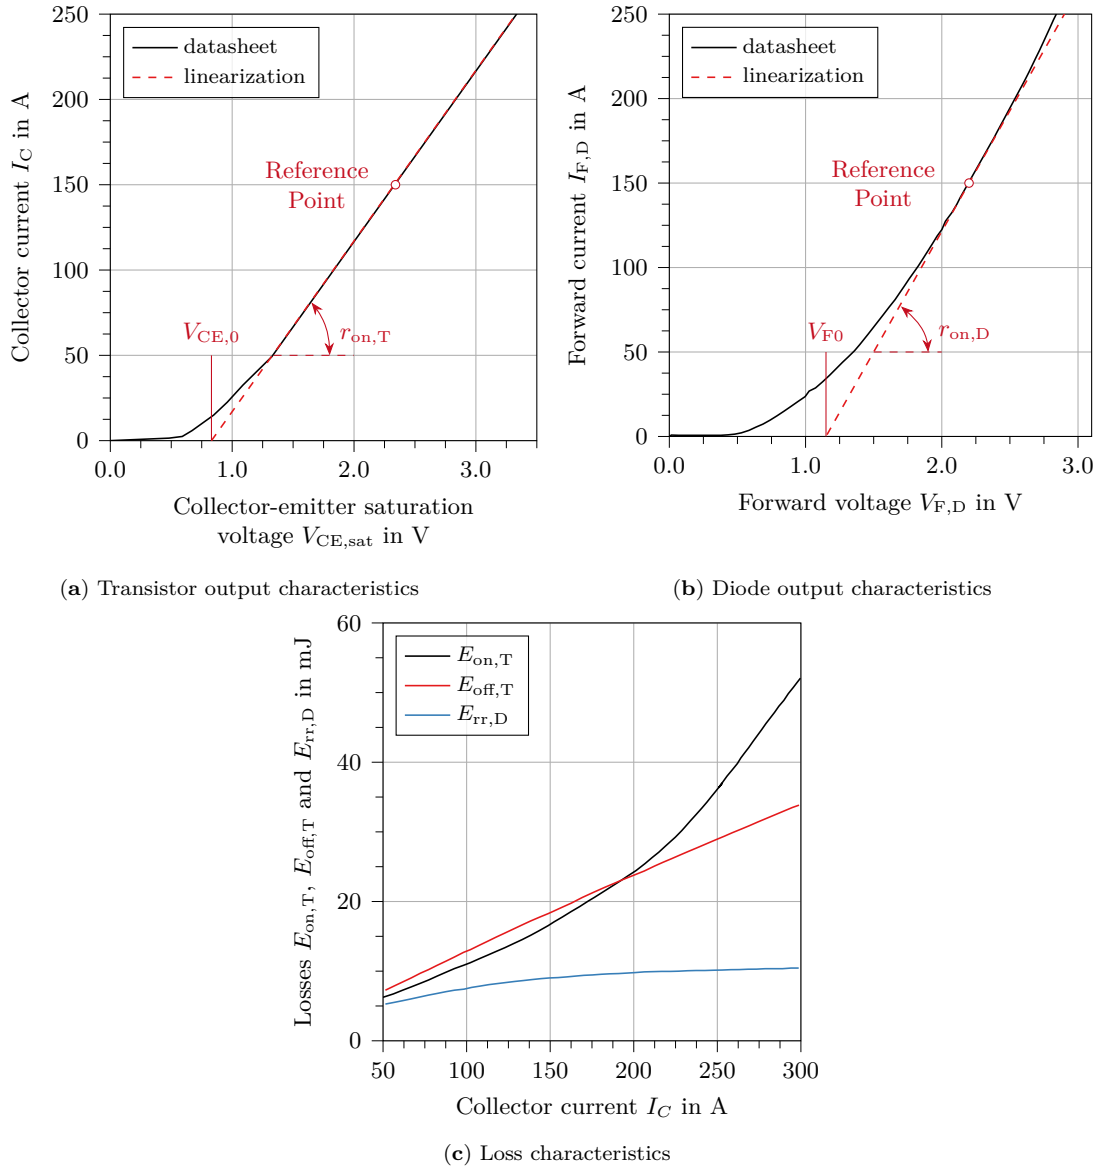 250
200
150
100
50
0
0.0 1.0 2.0 3.0
Collector current I_C in A
datasheet
linearization
Reference
Point
V_CE,0
r_on,T
Collector-emitter saturation
voltage V_CE,sat in V
(a) Transistor output characteristics
250
200
150
100
50
0
0.0 1.0 2.0 3.0
Forward current I_F,D in A
datasheet
linearization
Reference
Point
V_F0
r_on,D
Forward voltage V_F,D in V
(b) Diode output characteristics
60
40
20
0
50 100 150 200 250 300
Losses E_on,T, E_off,T and E_rr,D in mJ
E_on,T
E_off,T
E_rr,D
Collector current I_C in A
(c) Loss characteristics